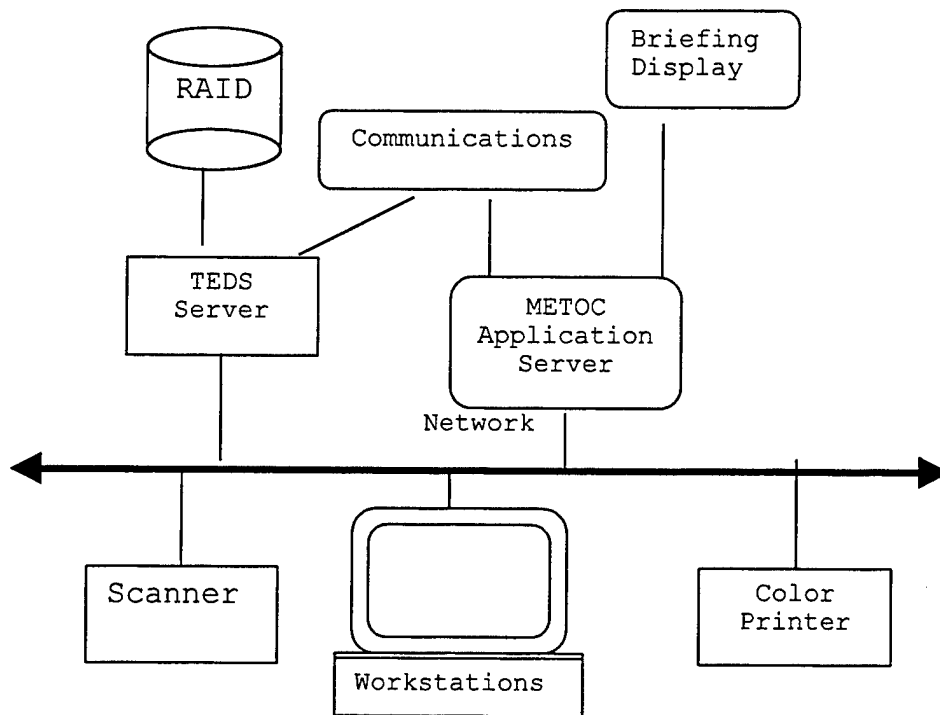 Briefing
Display
RAID
Communications
TEDS
Server
METOC
Application
Server
Network
Scanner
Color
Printer
Workstations